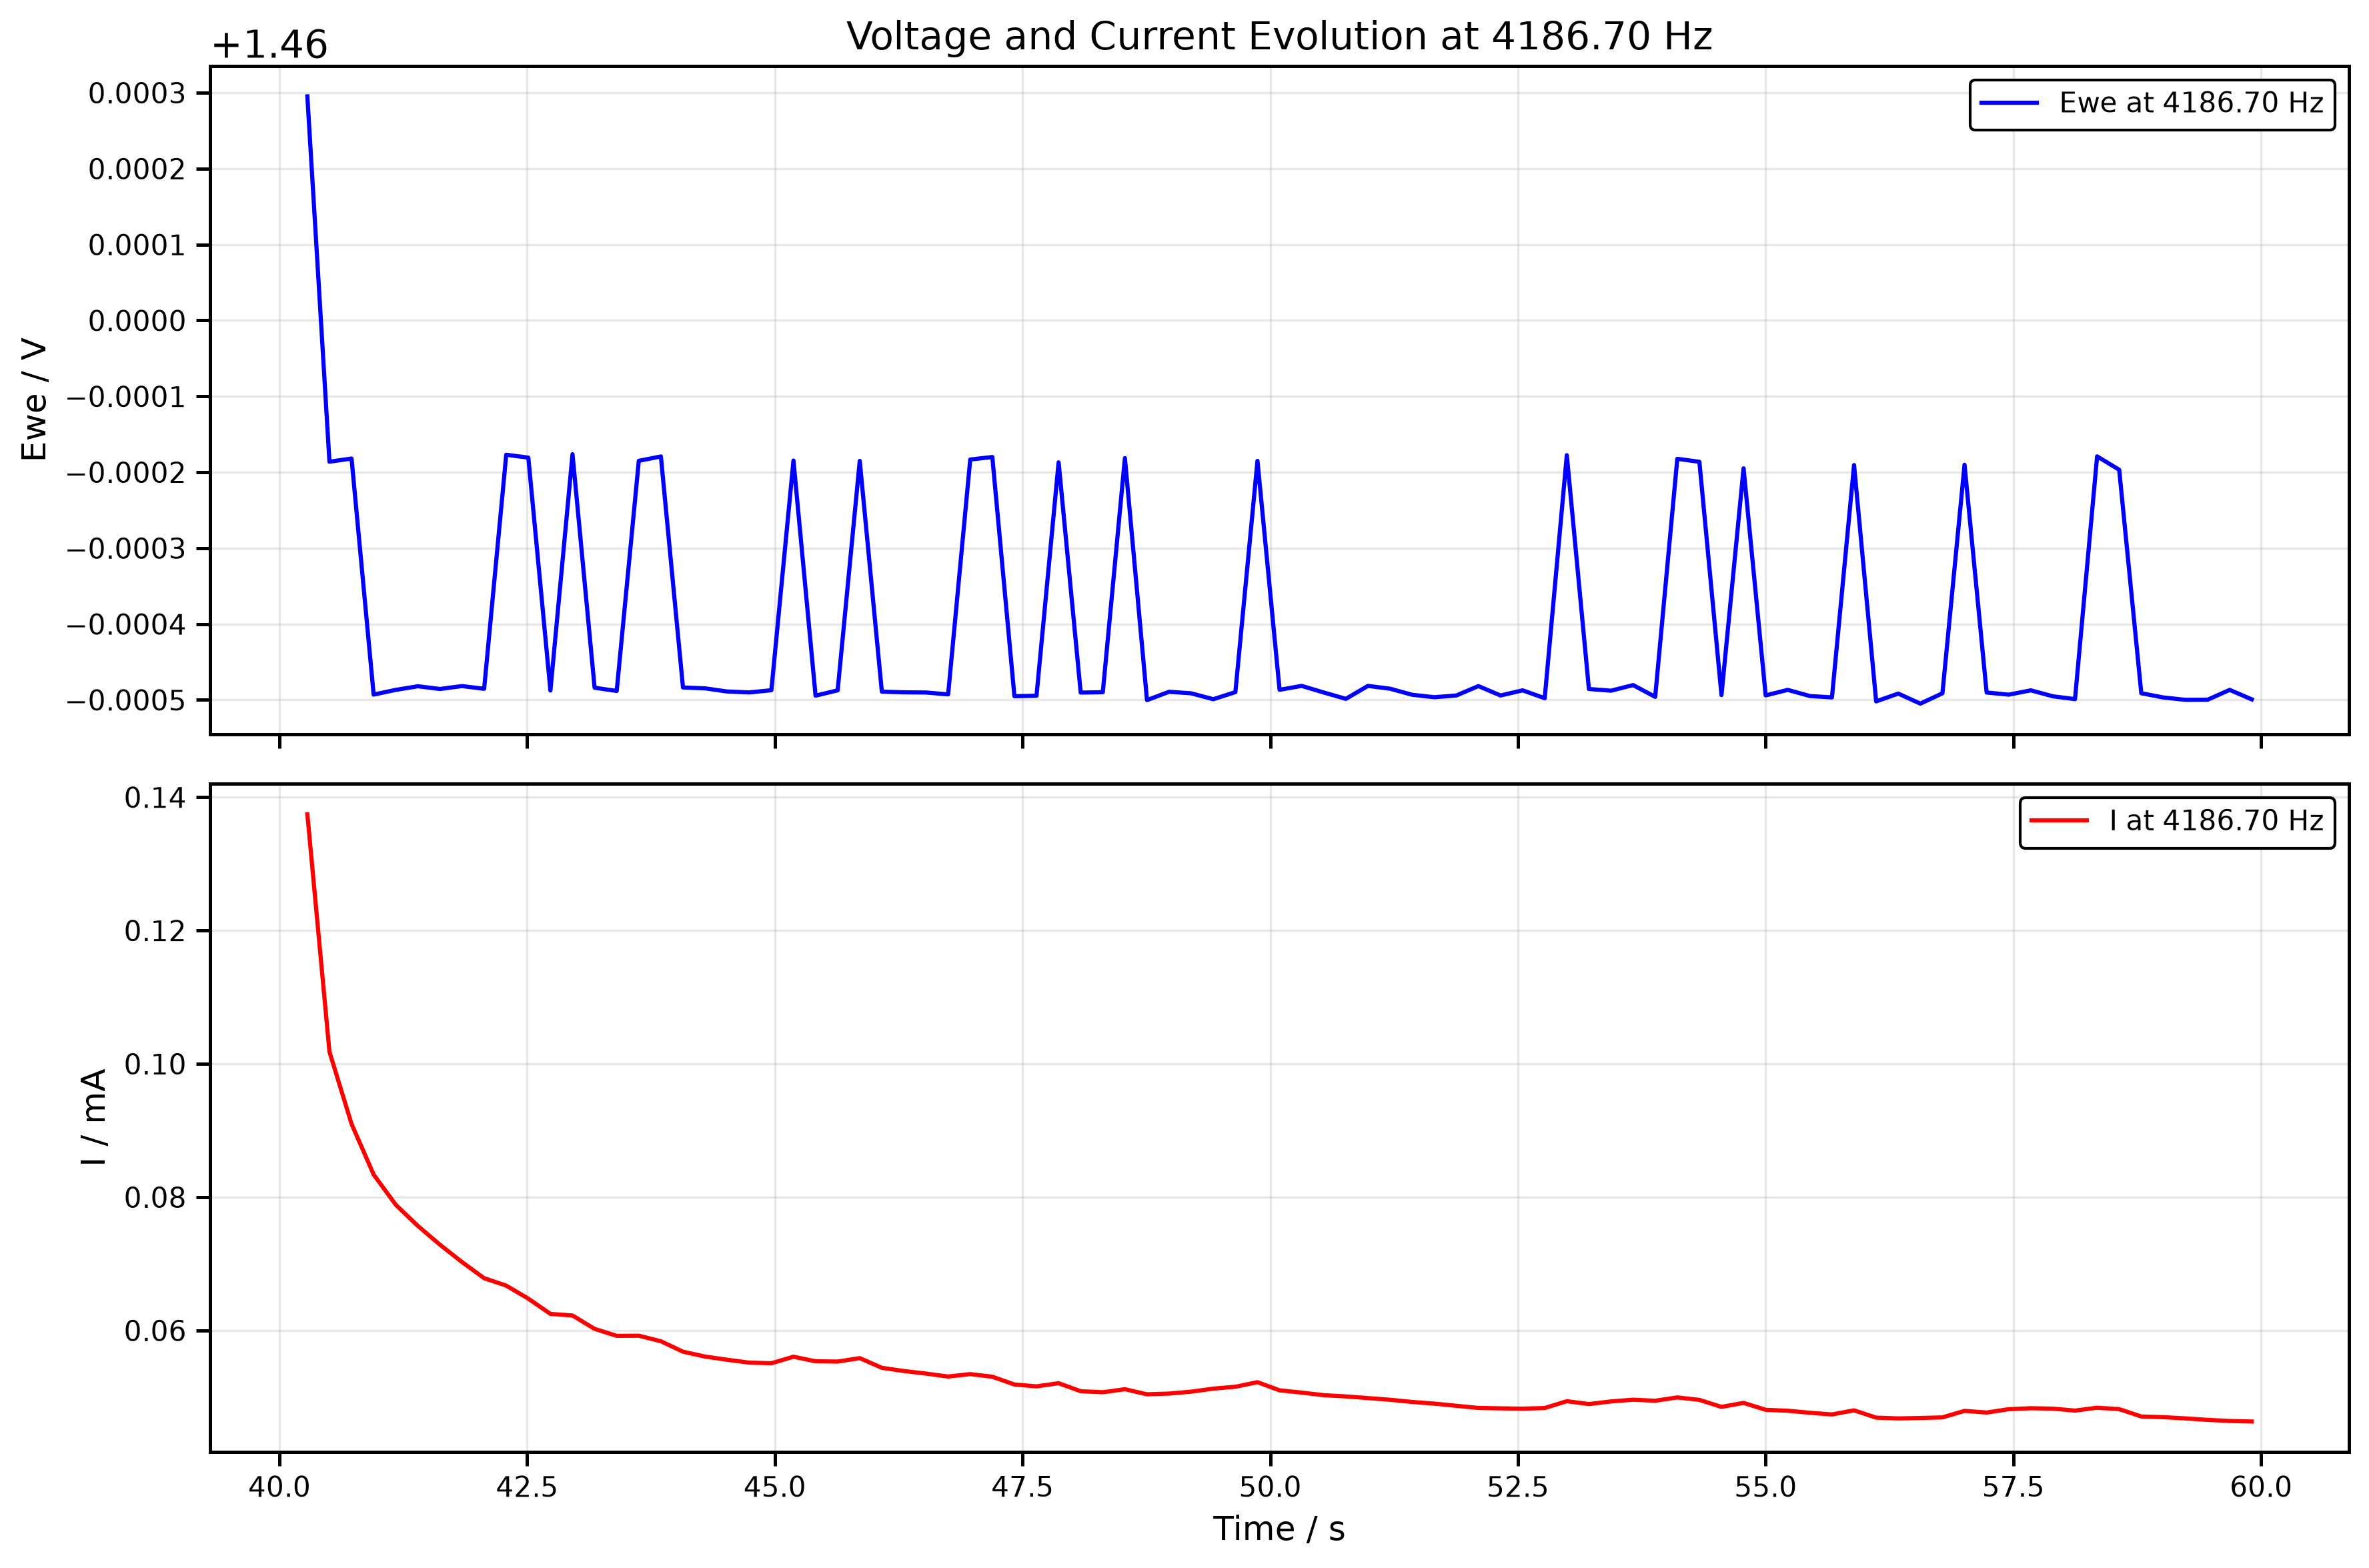 Voltage and Current Evolution at 4186.70 Hz
+1.46
0.0003
0.0002
0.0001
0.0000
−0.0001
−0.0002
−0.0003
−0.0004
−0.0005
Ewe / V
Ewe at 4186.70 Hz
0.14
0.12
0.10
0.08
0.06
I / mA
I at 4186.70 Hz
40.0 42.5 45.0 47.5 50.0 52.5 55.0 57.5 60.0
Time / s